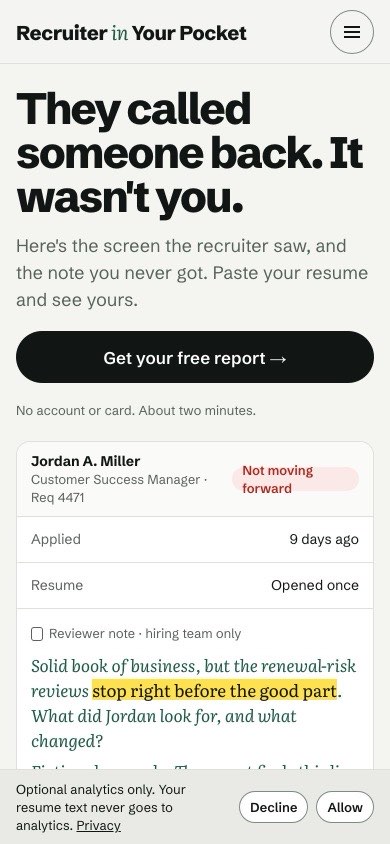 Recruiter in Your Pocket
They called
someone back. It
wasn't you.
Here's the screen the recruiter saw, and
the note you never got. Paste your resume
and see yours.
Get your free report →
No account or card. About two minutes.
Jordan A. Miller
Customer Success Manager ·
Req 4471
Not moving
forward
Applied
9 days ago
Resume
Opened once
Reviewer note · hiring team only
Solid book of business, but the renewal-risk
reviews stop right before the good part.
What did Jordan look for, and what
changed?
Optional analytics only. Your
resume text never goes to
analytics. Privacy
Decline
Allow